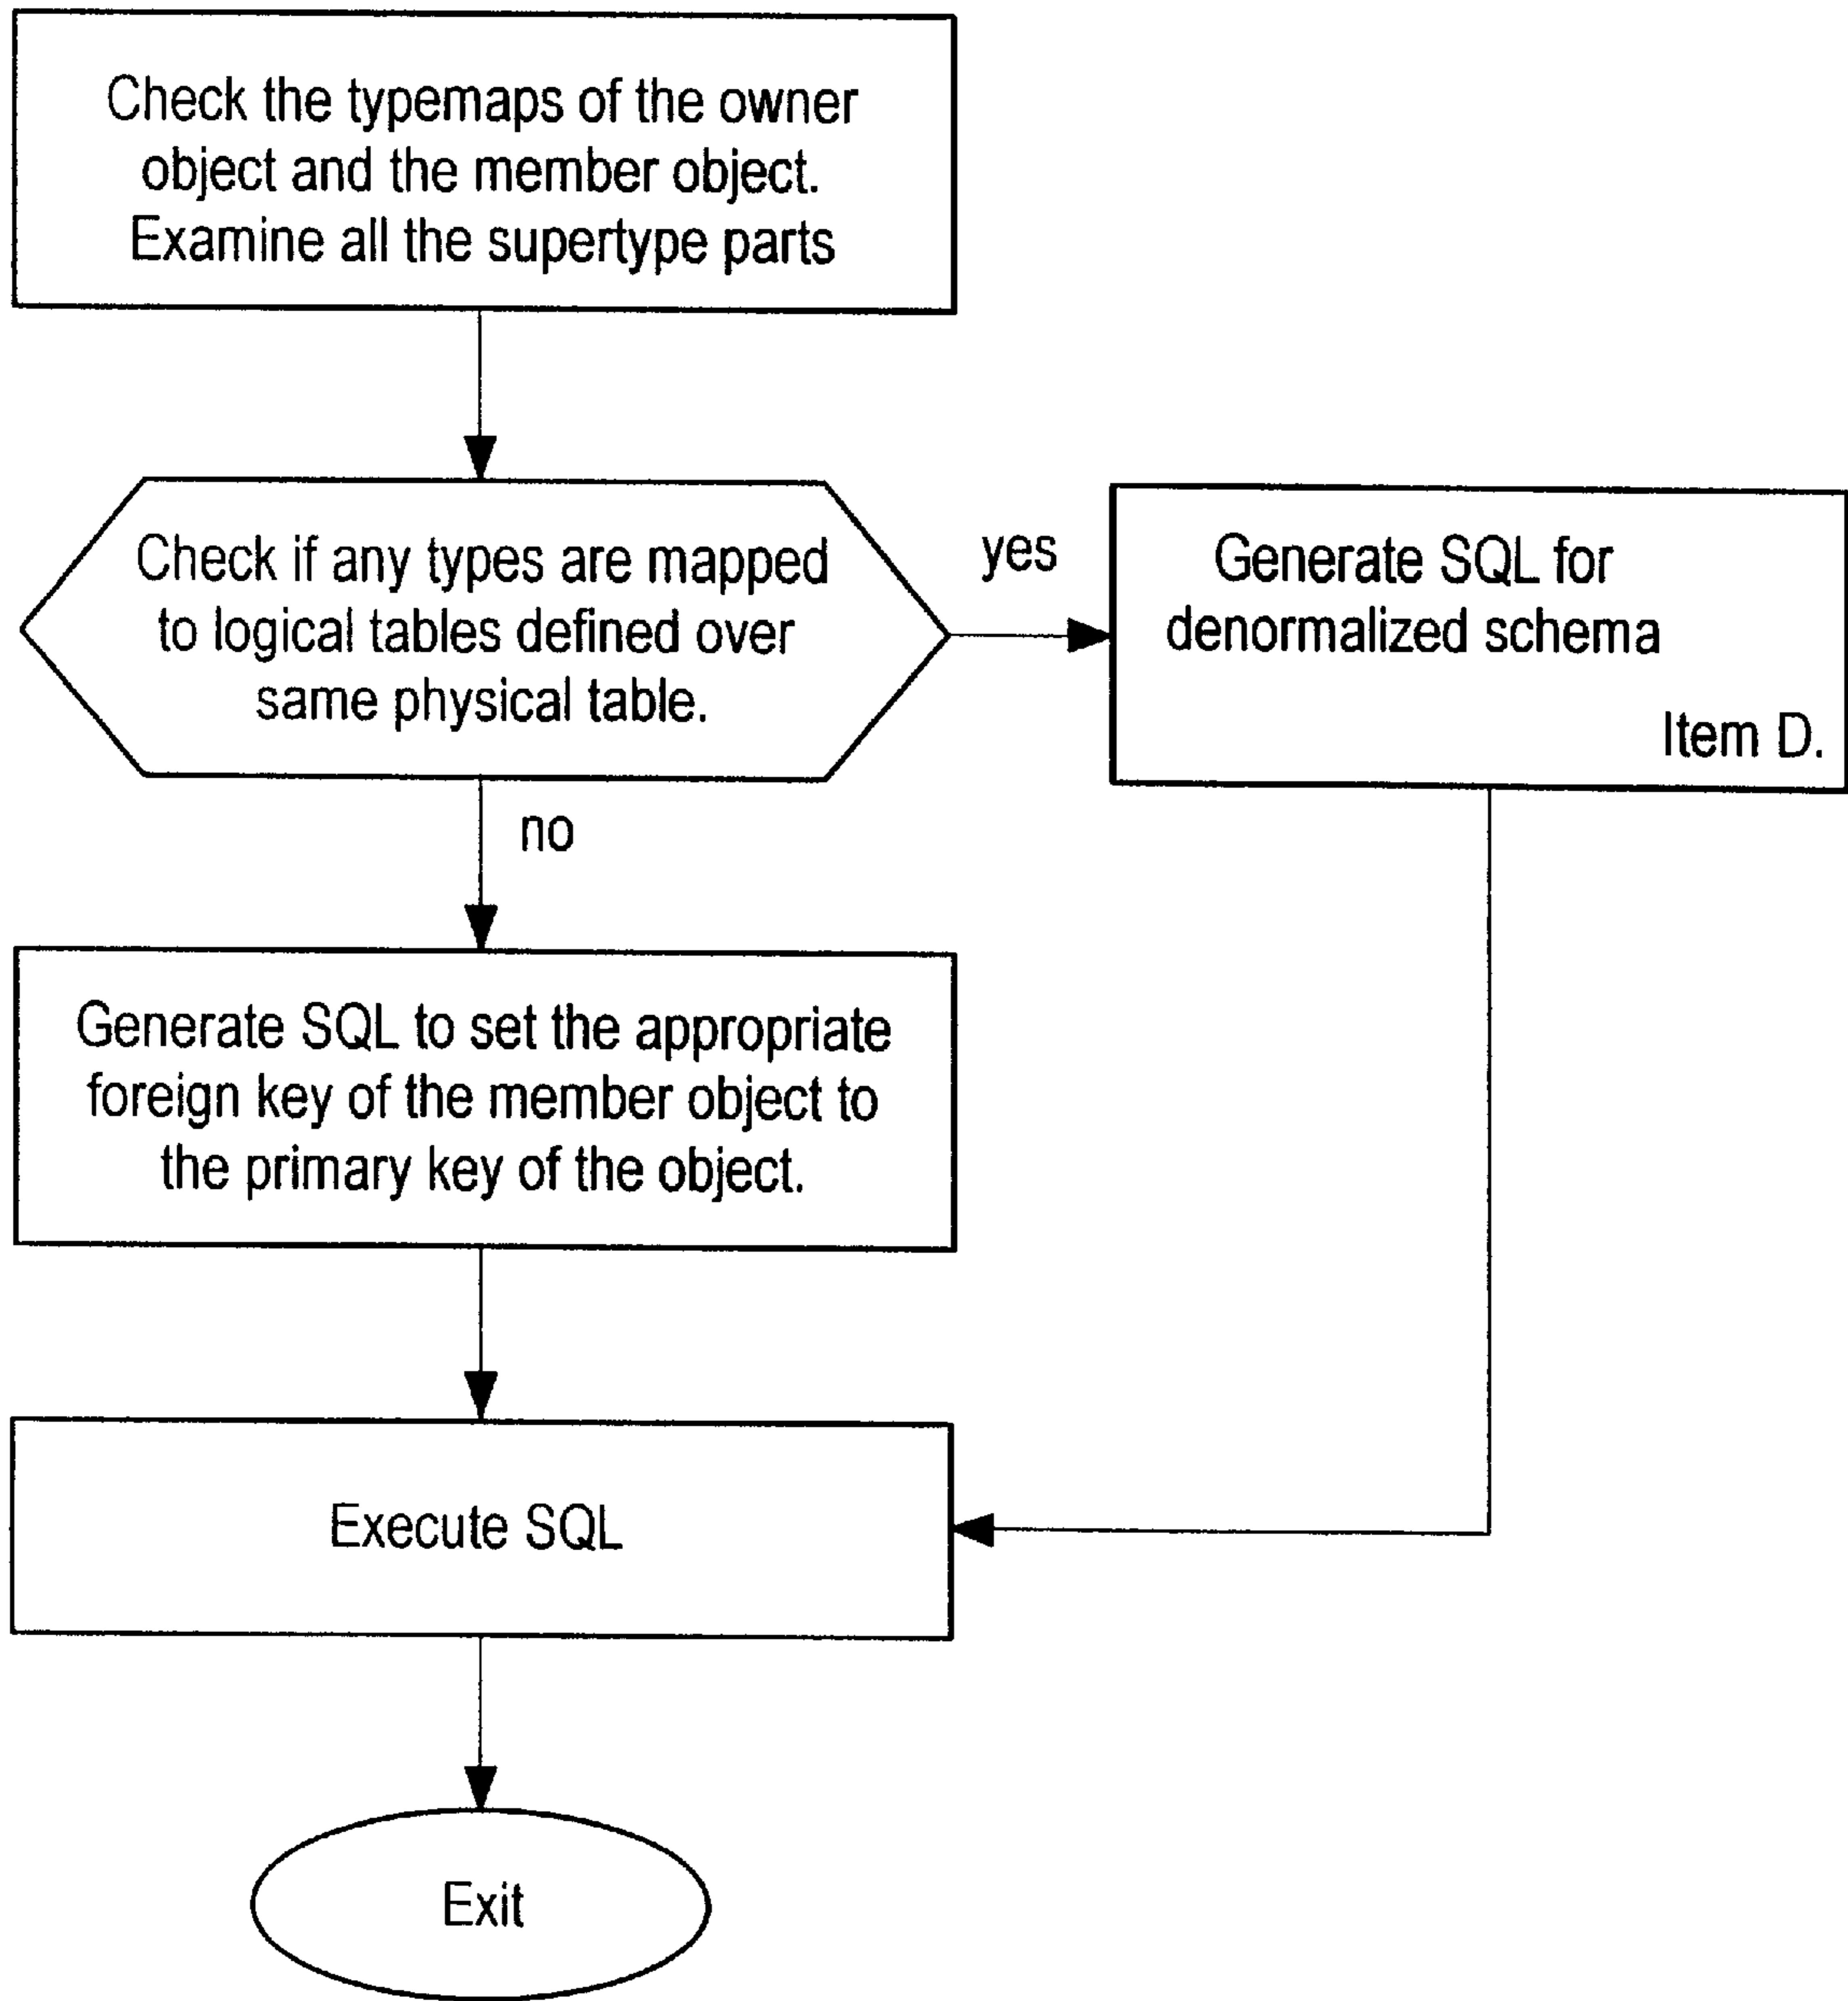 Check the typemaps of the owner
object and the member object.
Examine all the supertype parts
Check if any types are mapped
to logical tables defined over
same physical table.
yes
Generate SQL for
denormalized schema
Item D.
no
Generate SQL to set the appropriate
foreign key of the member object to
the primary key of the object.
Execute SQL
Exit